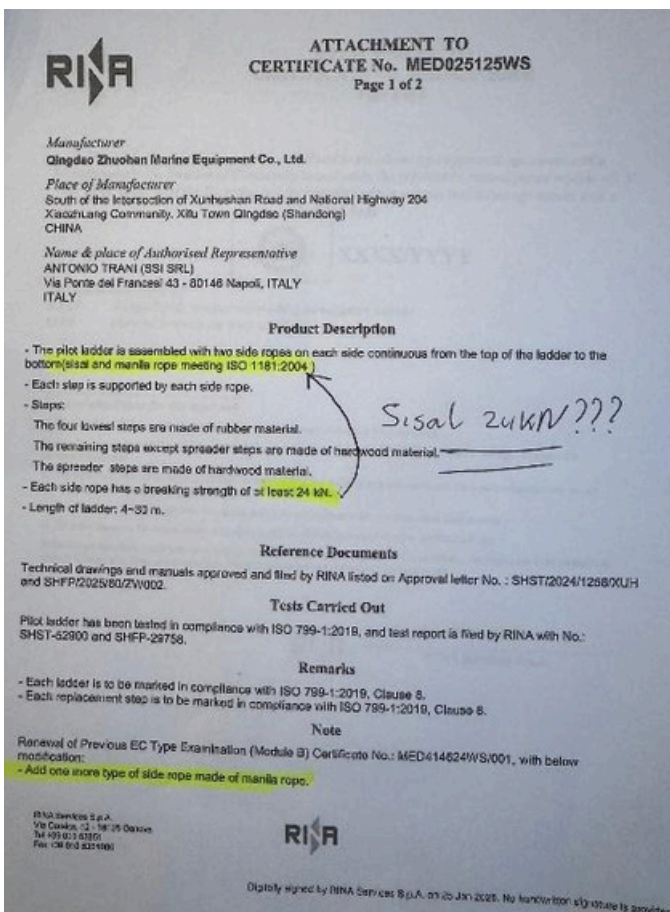 RINA
ATTACHMENT TO
CERTIFICATE No. MED025125WS
Page 1 of 2
Manufacturer
Qingdao Zhuohan Marine Equipment Co., Ltd.
Place of Manufacturer
South of the Intersection of Xunhushan Road and National Highway 204
Xiaozhuang Community, Xifu Town Qingdao (Shandong)
CHINA
Name & place of Authorised Representative
ANTONIO TRANI (SSI SRL)
Via Ponte dei Francesi 43 - 80146 Napoli, ITALY
ITALY
Product Description
- The pilot ladder is assembled with two side ropes on each side continuous from the top of the ladder to the
bottom(sisal and manila rope meeting ISO 1181:2004 )
- Each step is supported by each side rope.
- Steps:
Sisal 24KN???
The four lowest steps are made of rubber material.
The remaining steps except spreader steps are made of hardwood material.
The spreader steps are made of hardwood material.
- Each side rope has a breaking strength of at least 24 kN.
- Length of ladder: 4~30 m.
Reference Documents
Technical drawings and manuals approved and filed by RINA listed on Approval letter No. : SHST/2024/1268/XUH
and SHFP/2025/80/ZW/002.
Tests Carried Out
Pilot ladder has been tested in compliance with ISO 799-1:2019, and test report is filed by RINA with No.:
SHST-52900 and SHFP-29758.
Remarks
- Each ladder is to be marked in compliance with ISO 799-1:2019, Clause 8.
- Each replacement step is to be marked in compliance with ISO 799-1:2019, Clause 8.
Note
Renewal of Previous EC Type Examination (Module B) Certificate No.: MED414624WS/001, with below
modification:
- Add one more type of side rope made of manila rope.
RINA Services S.p.A.
RINA
Digitally signed by RINA Services S.p.A. on 25 Jan 2025. No handwritten signature is provided